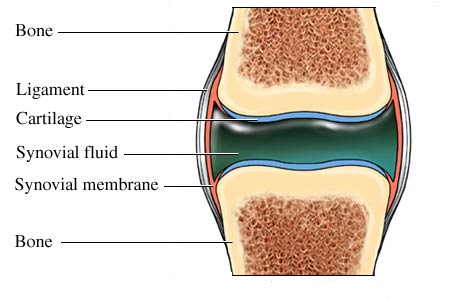 Bone
Ligament
Cartilage
Synovial fluid
Synovial membrane
Bone